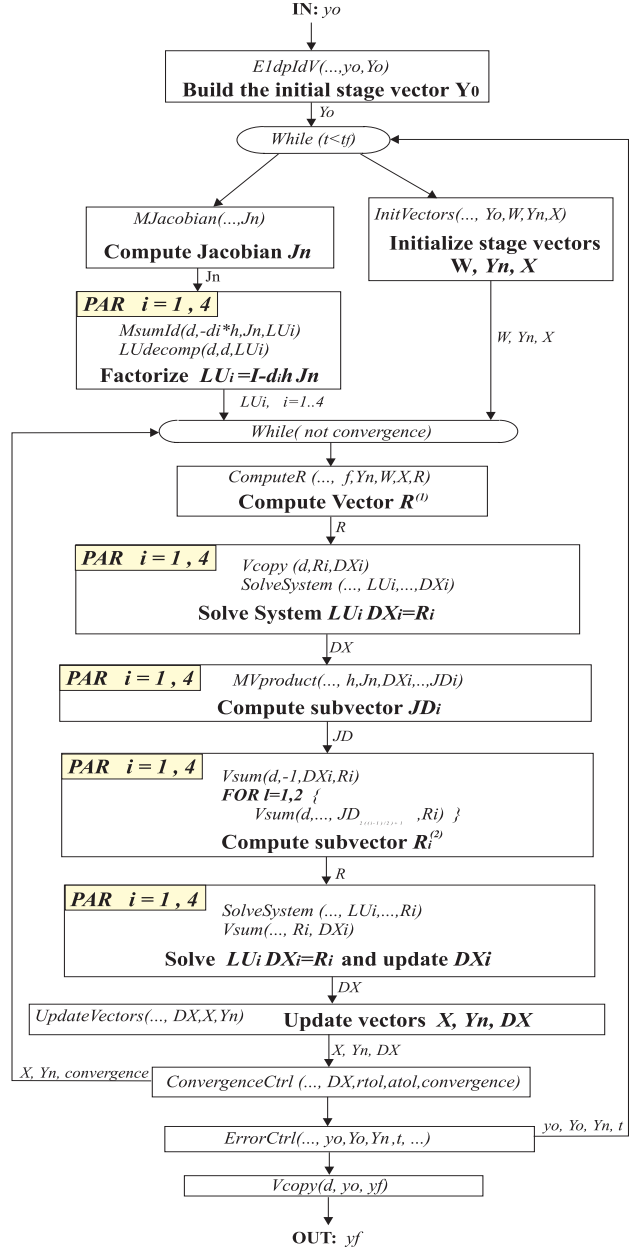 IN: yo
E1dpIdV(...,yo,Yo)
Build the initial stage vector Y0
Yo
While (t<tf)
MJacobian(...,Jn)
Compute Jacobian Jn
InitVectors(..., Yo,W,Yn,X)
Initialize stage vectors
W, Yn, X
Jn
PAR i = 1 , 4
MsumId(d,-di*h,Jn,LUi)
LUdecomp(d,d,LUi)
Factorize LUi =I-dih Jn
W, Yn, X
LUi, i=1..4
While( not convergence)
ComputeR (..., f,Yn,W,X,R)
Compute Vector R(1)
R
PAR i = 1 , 4
Vcopy (d,Ri,DXi)
SolveSystem (..., LUi,...,DXi)
Solve System LUi DXi=Ri
DX
PAR i = 1 , 4
MVproduct(..., h,Jn,DXi,..,JDi)
Compute subvector JDi
JD
PAR i = 1 , 4
Vsum(d,-1,DXi,Ri)
FOR l=1,2 {
Vsum(d,..., JD ,Ri) }
Compute subvector Ri(2)
R
PAR i = 1 , 4
SolveSystem (..., LUi,...,Ri)
Vsum(..., Ri, DXi)
Solve LUi DXi=Ri and update DXi
DX
UpdateVectors(..., DX,X,Yn) Update vectors X, Yn, DX
X, Yn, DX
X, Yn, convergence
ConvergenceCtrl (..., DX,rtol,atol,convergence)
ErrorCtrl(..., yo,Yo,Yn,t, ...)
yo, Yo, Yn, t
Vcopy(d, yo, yf)
OUT: yf